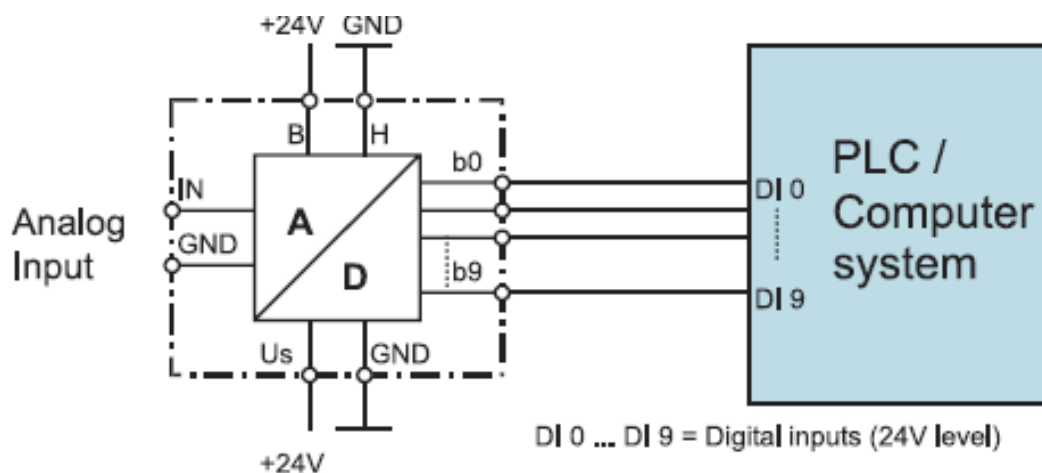 +24V GND
B H
b0
IN
A
GND
D
b9
Analog
Input
Us GND
+24V
PLC /
Computer
system
DI 0
DI 9
DI 0 ... DI 9 = Digital inputs (24V level)